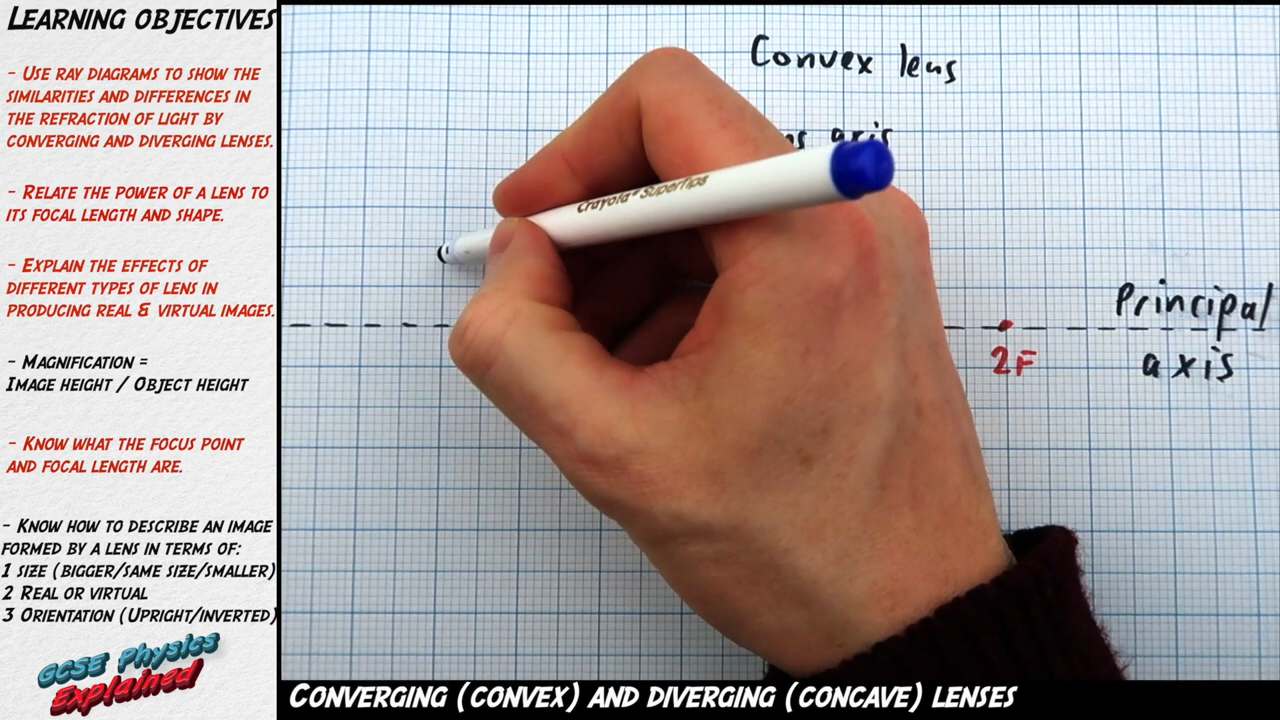 LEARNING OBJECTIVES
- USE RAY DIAGRAMS TO SHOW THE
SIMILARITIES AND DIFFERENCES IN
THE REFRACTION OF LIGHT BY
CONVERGING AND DIVERGING LENSES.
- RELATE THE POWER OF A LENS TO
ITS FOCAL LENGTH AND SHAPE.
- EXPLAIN THE EFFECTS OF
DIFFERENT TYPES OF LENS IN
PRODUCING REAL & VIRTUAL IMAGES.
- MAGNIFICATION =
IMAGE HEIGHT / OBJECT HEIGHT
- KNOW WHAT THE FOCUS POINT
AND FOCAL LENGTH ARE.
- KNOW HOW TO DESCRIBE AN IMAGE
FORMED BY A LENS IN TERMS OF:
1 SIZE (BIGGER/SAME SIZE/SMALLER)
2 REAL OR VIRTUAL
3 ORIENTATION (UPRIGHT/INVERTED)
GCSE Physics
Explained
Convex lens
axis
Crayola Supertips
Principal
axis
2F
CONVERGING (CONVEX) AND DIVERGING (CONCAVE) LENSES